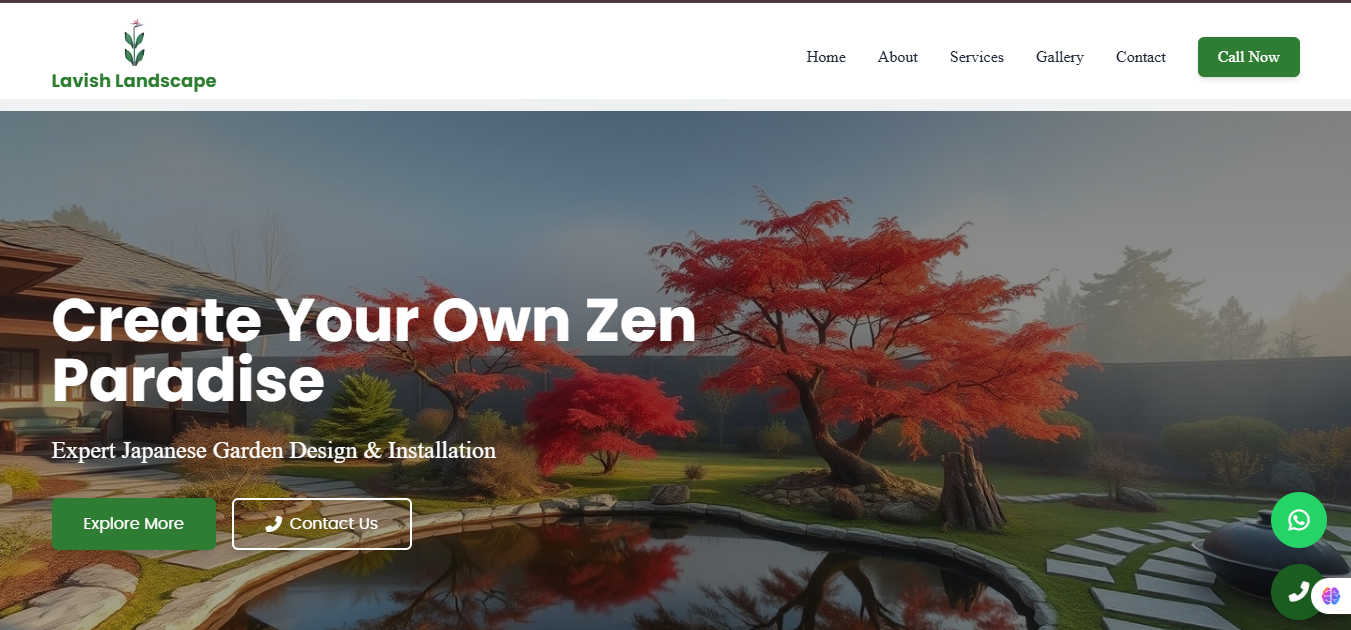 Lavish Landscape
Home
About
Services
Gallery
Contact
Call Now
Create Your Own Zen
Paradise
Expert Japanese Garden Design & Installation
Explore More
Contact Us